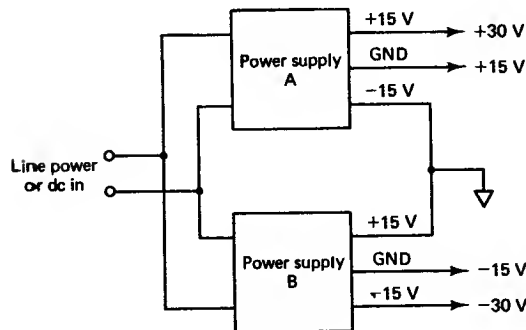 +15 V
+30 V
GND
+15 V
-15 V
Power supply
A
Line power
or dc in
+15 V
GND
-15 V
-15 V
-30 V
Power supply
B